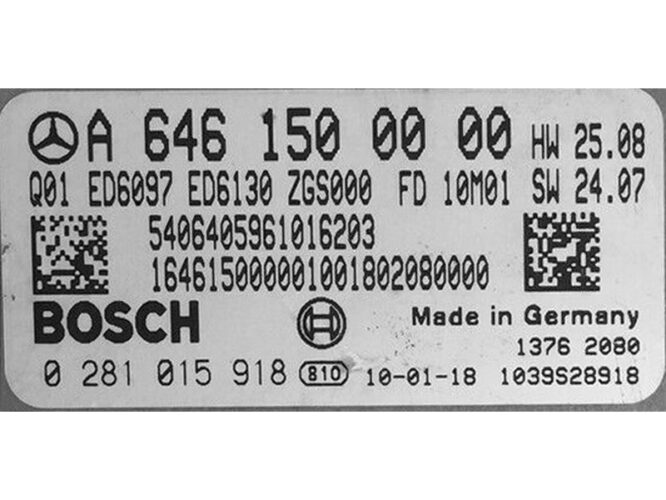 A 646 150 00 00 HW 25.08
Q01 ED6097 ED6130 ZGS000 FD 10M01 SW 24.07
5406405961016203
1646150000001001802080000
BOSCH Made in Germany
1376 2080
0 281 015 918 810 10-01-18 1039S28918